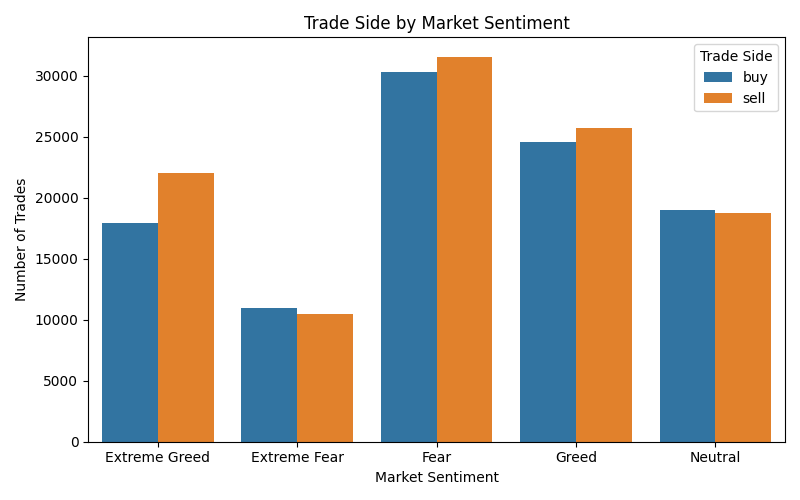 Trade Side by Market Sentiment
Trade Side
buy
sell
Number of Trades
30000
25000
20000
15000
10000
5000
0
Extreme Greed
Extreme Fear
Fear
Greed
Neutral
Market Sentiment